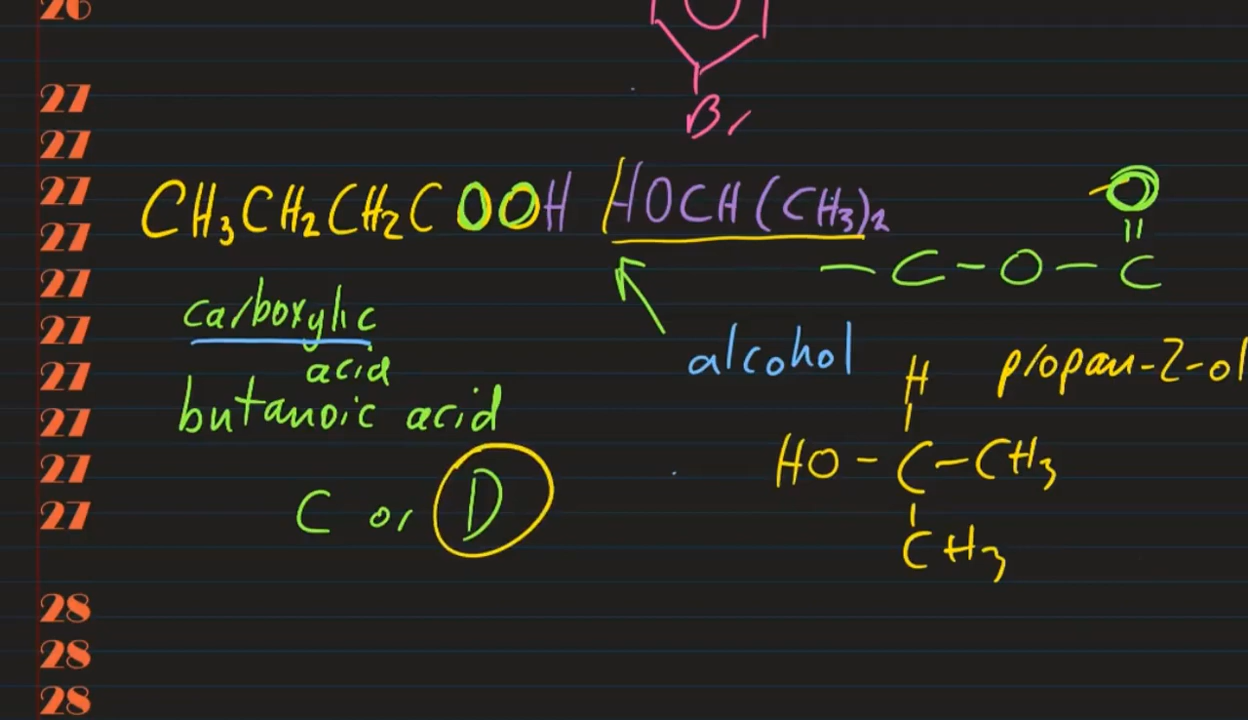 26
Br
27
27
27 CH3CH2CH2COOH HOCH(CH3)2 O
27 ||
27 — C - O - C
27 carboxylic
27 acid alcohol H propan-2-ol
27 butanoic acid |
27 C or D HO - C - CH3
27 |
CH3
28
28
28